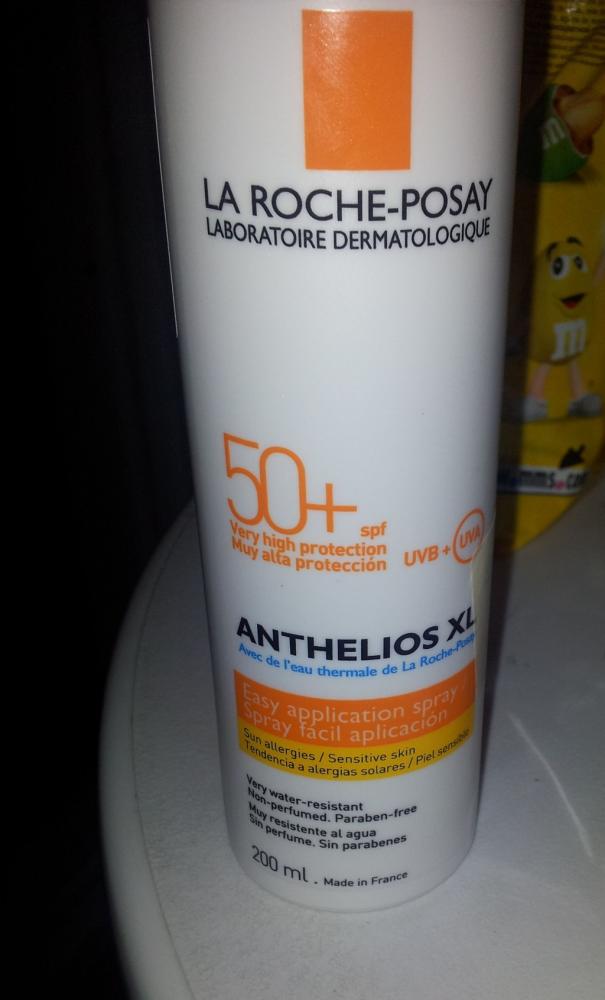 LA ROCHE-POSAY
LABORATOIRE DERMATOLOGIQUE
50+ spf
Very high protection
Muy alta protección
UVB + UVA
ANTHELIOS XL
Avec de l'eau thermale de La Roche-Posay
Easy application spray /
Spray fácil aplicación
Sun allergies / Sensitive skin
Tendencia a alergias solares / Piel sensible
Very water-resistant
Non-perfumed. Paraben-free
Muy resistente al agua
Sin perfume. Sin parabenes
200 ml . Made in France
m
m